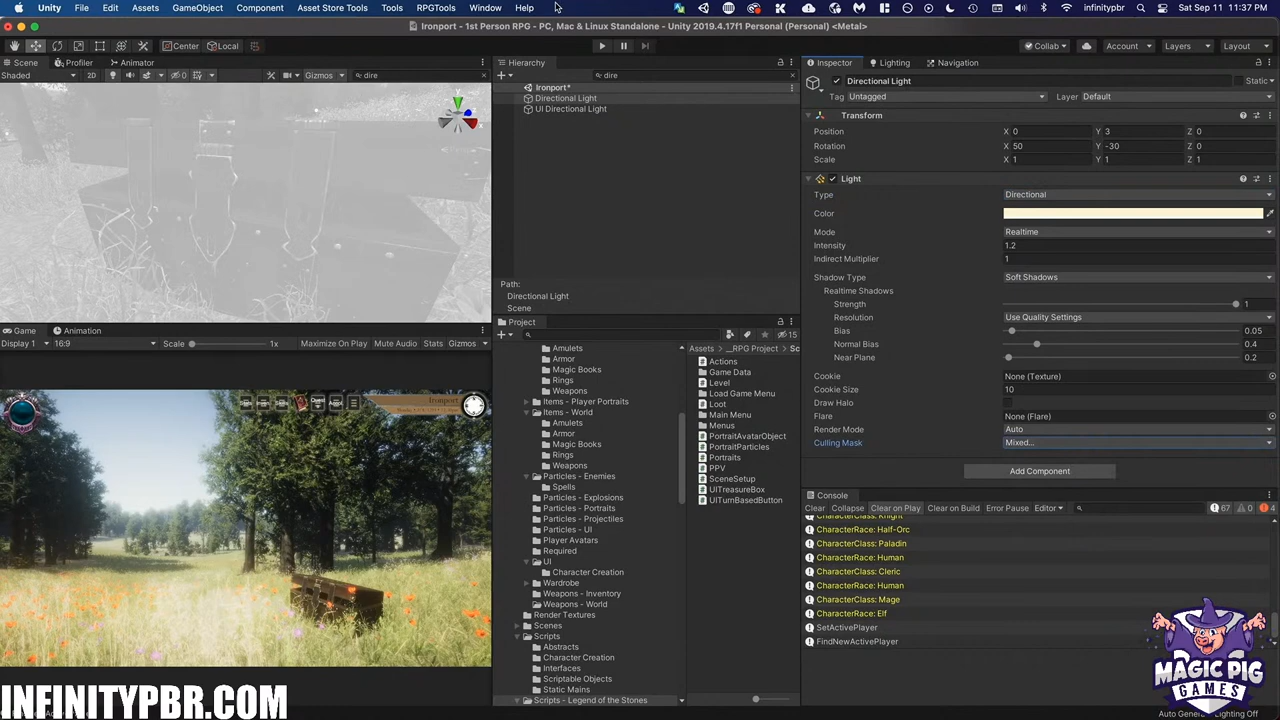 Unity File Edit Assets GameObject Component Asset Store Tools Tools RPGTools Window Help infinitypbr Sat Sep 11 11:37 PM
Ironport - 1st Person RPG - PC, Mac & Linux Standalone - Unity 2019.4.17f1 Personal (Personal) <Metal>
Center Local Collab Account Layers Layout
Scene Profiler Animator
Shaded 2D 0 Gizmos dire
Hierarchy
dire
Ironport*
Directional Light
UI Directional Light
Path:
Directional Light
Scene
Game Animation
Display 1 16:9 Scale 1x Maximize On Play Mute Audio Stats Gizmos
Ironport
Project
15
Amulets
Armor
Magic Books
Rings
Weapons
Items - Player Portraits
Items - World
Amulets
Armor
Magic Books
Rings
Weapons
Particles - Enemies
Spells
Particles - Explosions
Particles - Portraits
Particles - Projectiles
Particles - UI
Player Avatars
Required
UI
Character Creation
Wardrobe
Weapons - Inventory
Weapons - World
Render Textures
Scenes
Scripts
Abstracts
Character Creation
Interfaces
Scriptable Objects
Static Mains
Scripts - Legend of the Stones
Assets __RPG Project Sc
Actions
Game Data
Level
Load Game Menu
Loot
Main Menu
Menus
PortraitAvatarObject
PortraitParticles
Portraits
PPV
SceneSetup
UITreasureBox
UITurnBasedButton
Inspector Lighting Navigation
Directional Light Static
Tag Untagged Layer Default
Transform
Position X 0 Y 3 Z 0
Rotation X 50 Y -30 Z 0
Scale X 1 Y 1 Z 1
Light
Type Directional
Color
Mode Realtime
Intensity 1.2
Indirect Multiplier 1
Shadow Type Soft Shadows
Realtime Shadows
Strength 1
Resolution Use Quality Settings
Bias 0.05
Normal Bias 0.4
Near Plane 0.2
Cookie None (Texture)
Cookie Size 10
Draw Halo
Flare None (Flare)
Render Mode Auto
Culling Mask Mixed...
Add Component
Console
Clear Collapse Clear on Play Clear on Build Error Pause Editor 67 0
CharacterClass: Knight
CharacterRace: Half-Orc
CharacterClass: Paladin
CharacterRace: Human
CharacterClass: Cleric
CharacterRace: Human
CharacterClass: Mage
CharacterRace: Elf
SetActivePlayer
FindNewActivePlayer
INFINITYPBR.COM
MAGIC PIG
GAMES
Auto Generate Lighting Off